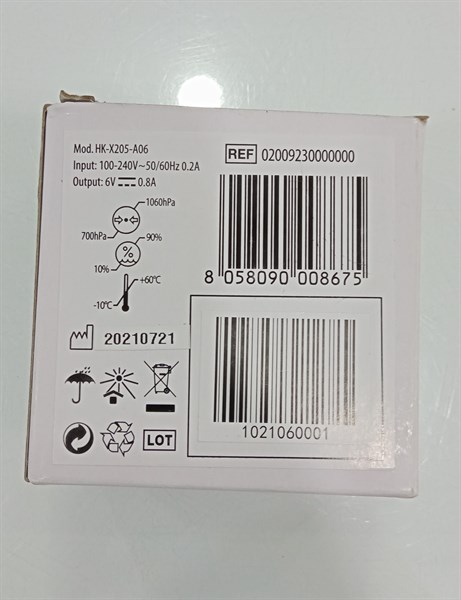 Mod. HK-X205-A06
Input: 100-240V~50/60Hz 0.2A
Output: 6V⎓0.8A
REF 02009230000000
1060hPa
700hPa
90%
%
10%
+60°C
-10°C
8 058090 008675
20210721
LOT
1021060001